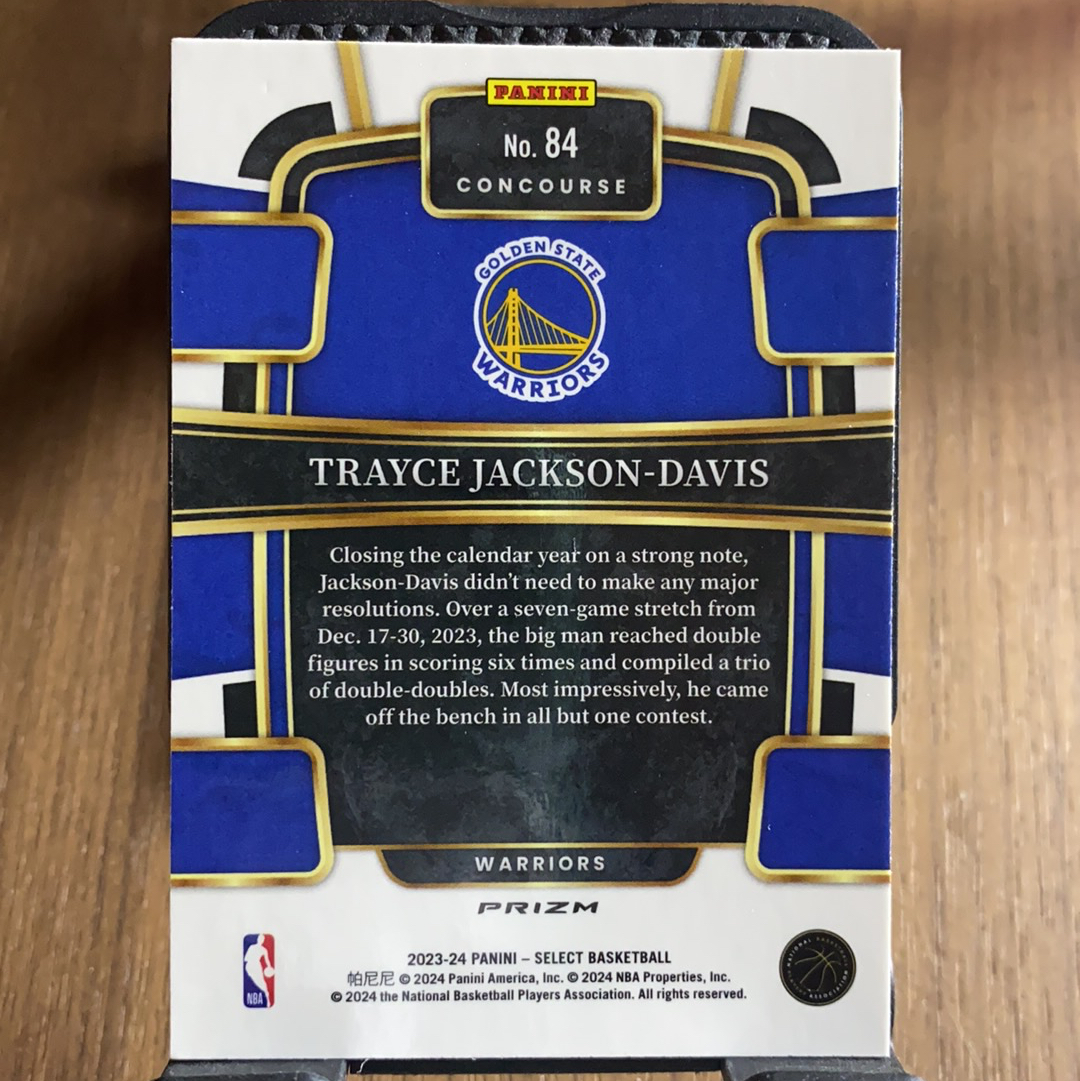 PANINI
No. 84
CONCOURSE
GOLDEN STATE
WARRIORS
TRAYCE JACKSON-DAVIS
Closing the calendar year on a strong note,
Jackson-Davis didn't need to make any major
resolutions. Over a seven-game stretch from
Dec. 17-30, 2023, the big man reached double
figures in scoring six times and compiled a trio
of double-doubles. Most impressively, he came
off the bench in all but one contest.
WARRIORS
PRIZM
NBA
2023-24 PANINI – SELECT BASKETBALL
帕尼尼 © 2024 Panini America, Inc. © 2024 NBA Properties, Inc.
© 2024 the National Basketball Players Association. All rights reserved.
NATIONAL BASKETBALL
ASSOCIATION